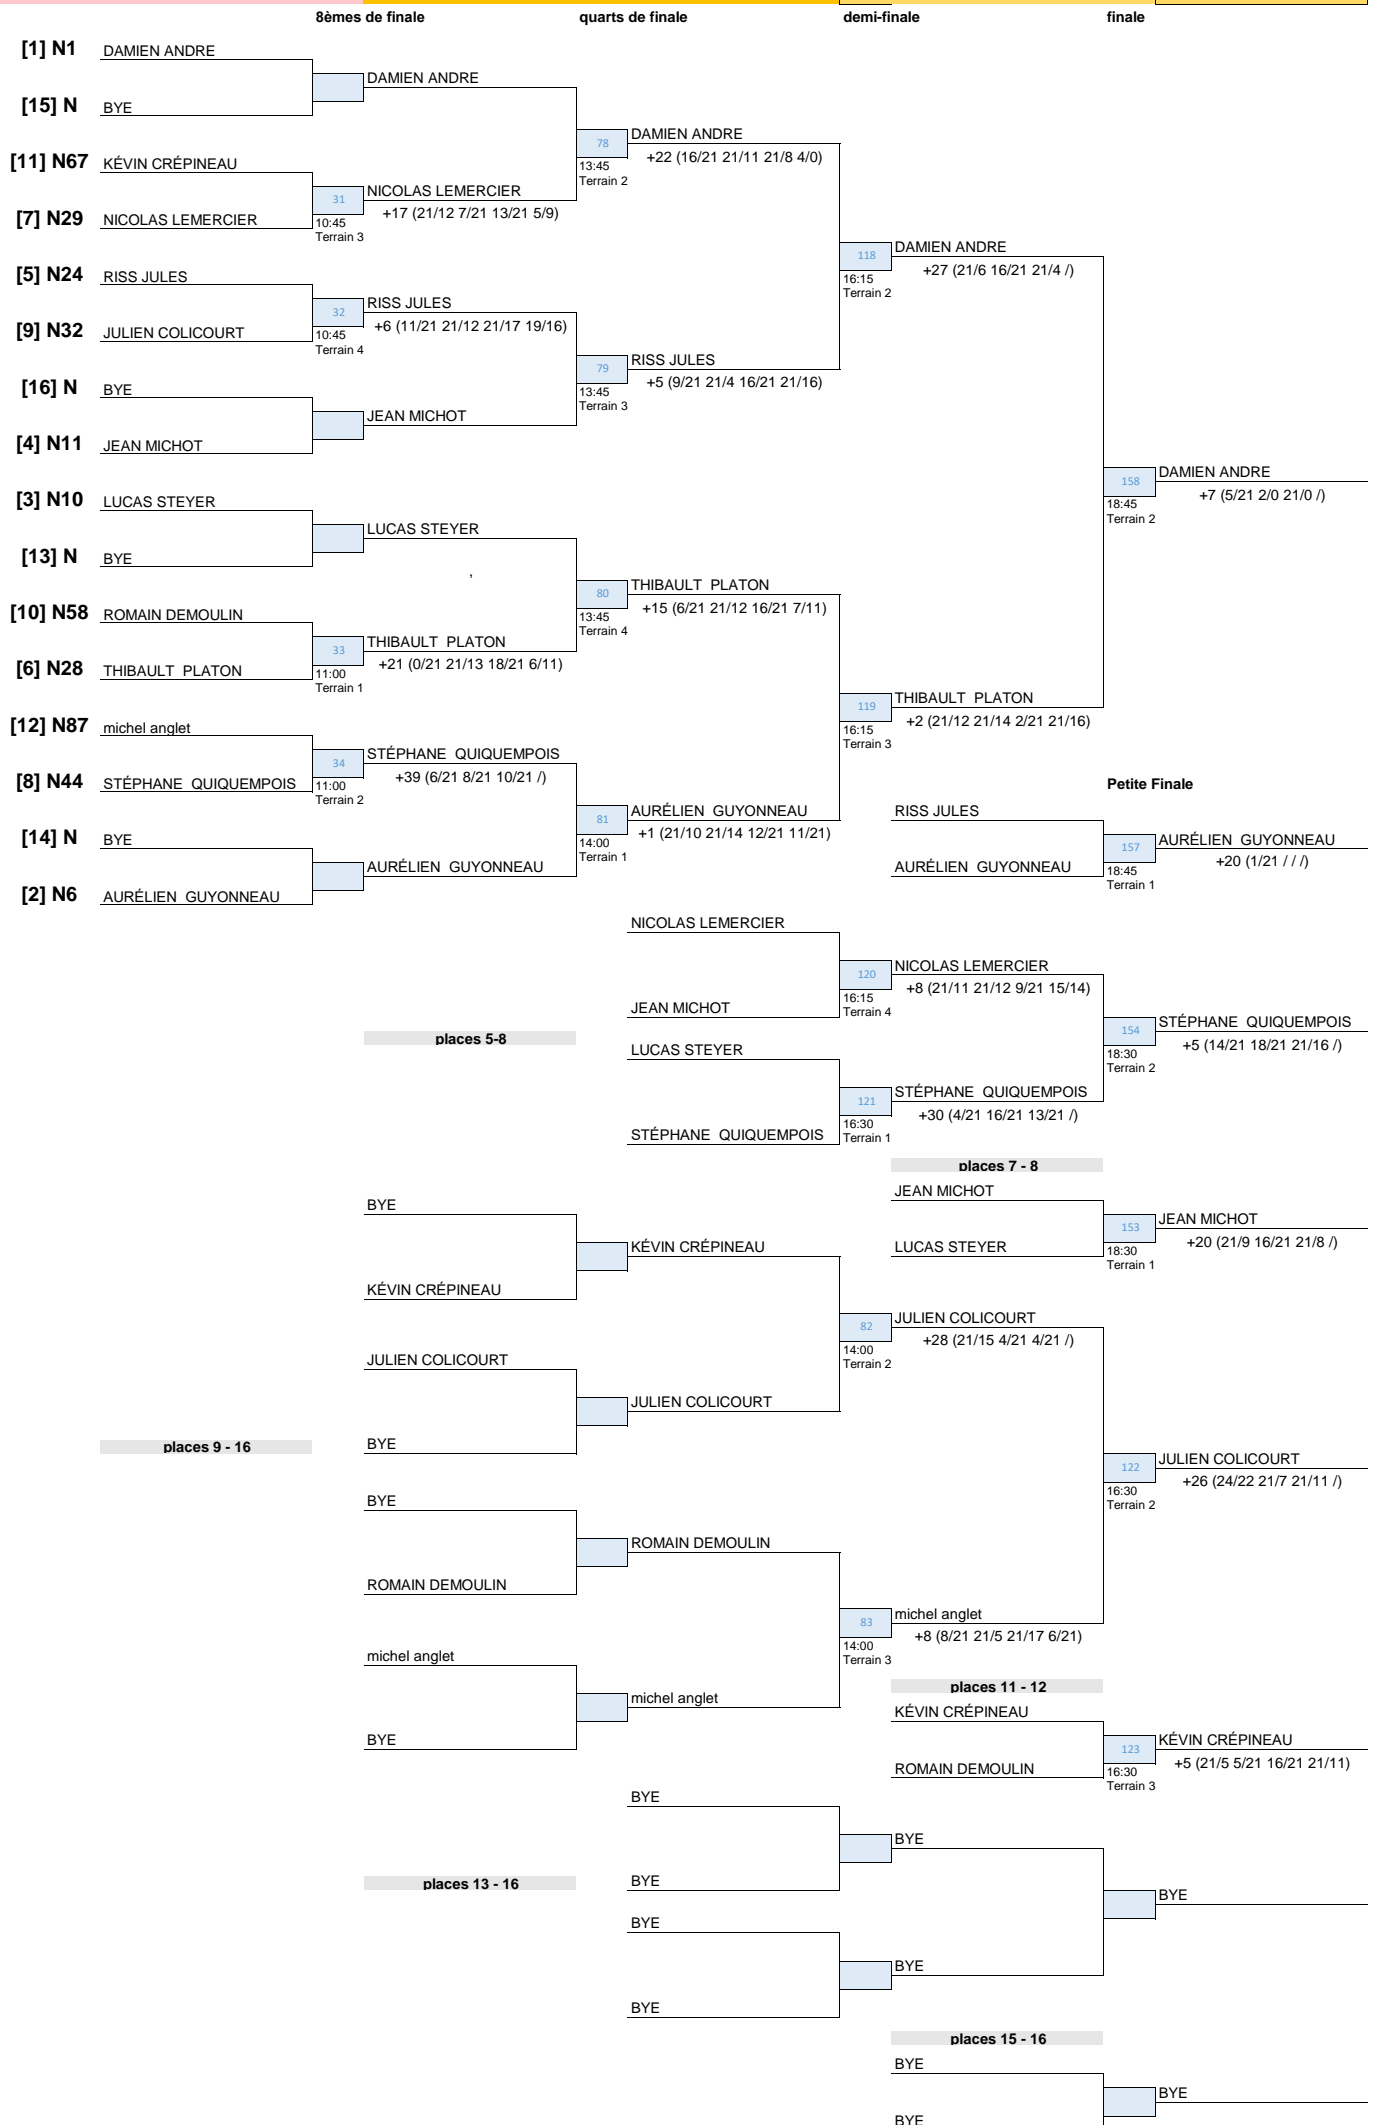 8èmes de finale quarts de finale demi-finale finale
[1] N1 DAMIEN ANDRE
DAMIEN ANDRE
[15] N BYE
78 DAMIEN ANDRE
13:45 +22 (16/21 21/11 21/8 4/0)
Terrain 2
[11] N67 KÉVIN CRÉPINEAU
31 NICOLAS LEMERCIER
10:45 +17 (21/12 7/21 13/21 5/9)
Terrain 3
[7] N29 NICOLAS LEMERCIER
118 DAMIEN ANDRE
16:15 +27 (21/6 16/21 21/4 /)
Terrain 2
[5] N24 RISS JULES
32 RISS JULES
10:45 +6 (11/21 21/12 21/17 19/16)
Terrain 4
[9] N32 JULIEN COLICOURT
79 RISS JULES
13:45 +5 (9/21 21/4 16/21 21/16)
Terrain 3
[16] N BYE
JEAN MICHOT
[4] N11 JEAN MICHOT
158 DAMIEN ANDRE
18:45 +7 (5/21 2/0 21/0 /)
Terrain 2
[3] N10 LUCAS STEYER
LUCAS STEYER
[13] N BYE
,
80 THIBAULT PLATON
13:45 +15 (6/21 21/12 16/21 7/11)
Terrain 4
[10] N58 ROMAIN DEMOULIN
33 THIBAULT PLATON
11:00 +21 (0/21 21/13 18/21 6/11)
Terrain 1
[6] N28 THIBAULT PLATON
119 THIBAULT PLATON
16:15 +2 (21/12 21/14 2/21 21/16)
Terrain 3
[12] N87 michel anglet
34 STÉPHANE QUIQUEMPOIS
11:00 +39 (6/21 8/21 10/21 /)
Terrain 2
[8] N44 STÉPHANE QUIQUEMPOIS
Petite Finale
81 AURÉLIEN GUYONNEAU
14:00 +1 (21/10 21/14 12/21 11/21)
Terrain 1
RISS JULES
[14] N BYE
157 AURÉLIEN GUYONNEAU
18:45 +20 (1/21 / / /)
Terrain 1
AURÉLIEN GUYONNEAU
AURÉLIEN GUYONNEAU
[2] N6 AURÉLIEN GUYONNEAU
NICOLAS LEMERCIER
120 NICOLAS LEMERCIER
16:15 +8 (21/11 21/12 9/21 15/14)
Terrain 4
JEAN MICHOT
154 STÉPHANE QUIQUEMPOIS
18:30 +5 (14/21 18/21 21/16 /)
Terrain 2
places 5-8
LUCAS STEYER
121 STÉPHANE QUIQUEMPOIS
16:30 +30 (4/21 16/21 13/21 /)
Terrain 1
STÉPHANE QUIQUEMPOIS
places 7 - 8
JEAN MICHOT
153 JEAN MICHOT
18:30 +20 (21/9 16/21 21/8 /)
Terrain 1
LUCAS STEYER
BYE
KÉVIN CRÉPINEAU
KÉVIN CRÉPINEAU
82 JULIEN COLICOURT
14:00 +28 (21/15 4/21 4/21 /)
Terrain 2
JULIEN COLICOURT
JULIEN COLICOURT
BYE
places 9 - 16
122 JULIEN COLICOURT
16:30 +26 (24/22 21/7 21/11 /)
Terrain 2
BYE
ROMAIN DEMOULIN
ROMAIN DEMOULIN
83 michel anglet
14:00 +8 (8/21 21/5 21/17 6/21)
Terrain 3
michel anglet
michel anglet
BYE
places 11 - 12
KÉVIN CRÉPINEAU
123 KÉVIN CRÉPINEAU
16:30 +5 (21/5 5/21 16/21 21/11)
Terrain 3
ROMAIN DEMOULIN
BYE
BYE
BYE
places 13 - 16
BYE
BYE
BYE
BYE
places 15 - 16
BYE
BYE
BYE